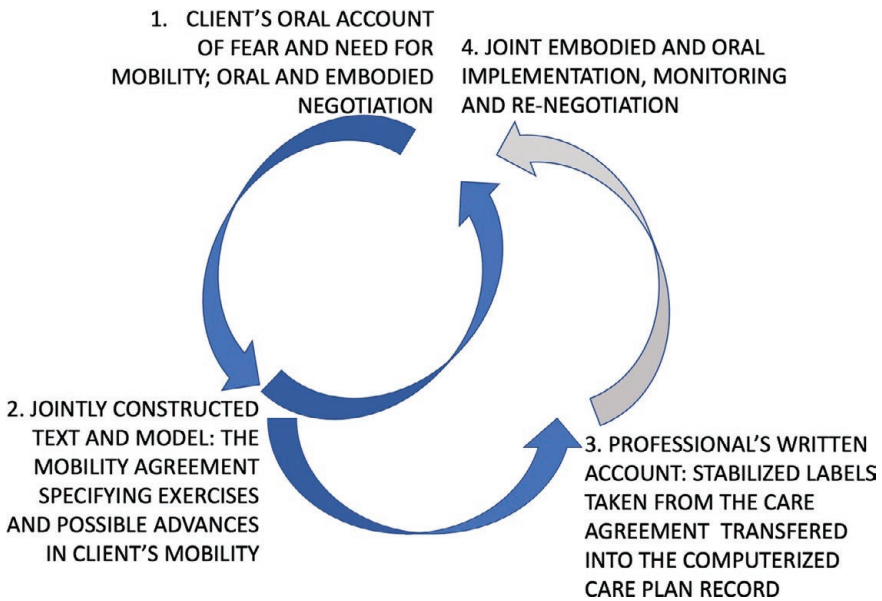 1. CLIENT'S ORAL ACCOUNT
OF FEAR AND NEED FOR
MOBILITY; ORAL AND EMBODIED
NEGOTIATION
4. JOINT EMBODIED AND ORAL
IMPLEMENTATION, MONITORING
AND RE-NEGOTIATION
2. JOINTLY CONSTRUCTED
TEXT AND MODEL: THE
MOBILITY AGREEMENT
SPECIFYING EXERCISES
AND POSSIBLE ADVANCES
IN CLIENT'S MOBILITY
3. PROFESSIONAL'S WRITTEN
ACCOUNT: STABILIZED LABELS
TAKEN FROM THE CARE
AGREEMENT TRANSFERED
INTO THE COMPUTERIZED
CARE PLAN RECORD